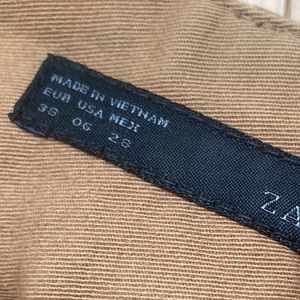 MADE IN VIETNAM
EUR USA MEX
38 06 28
ZA